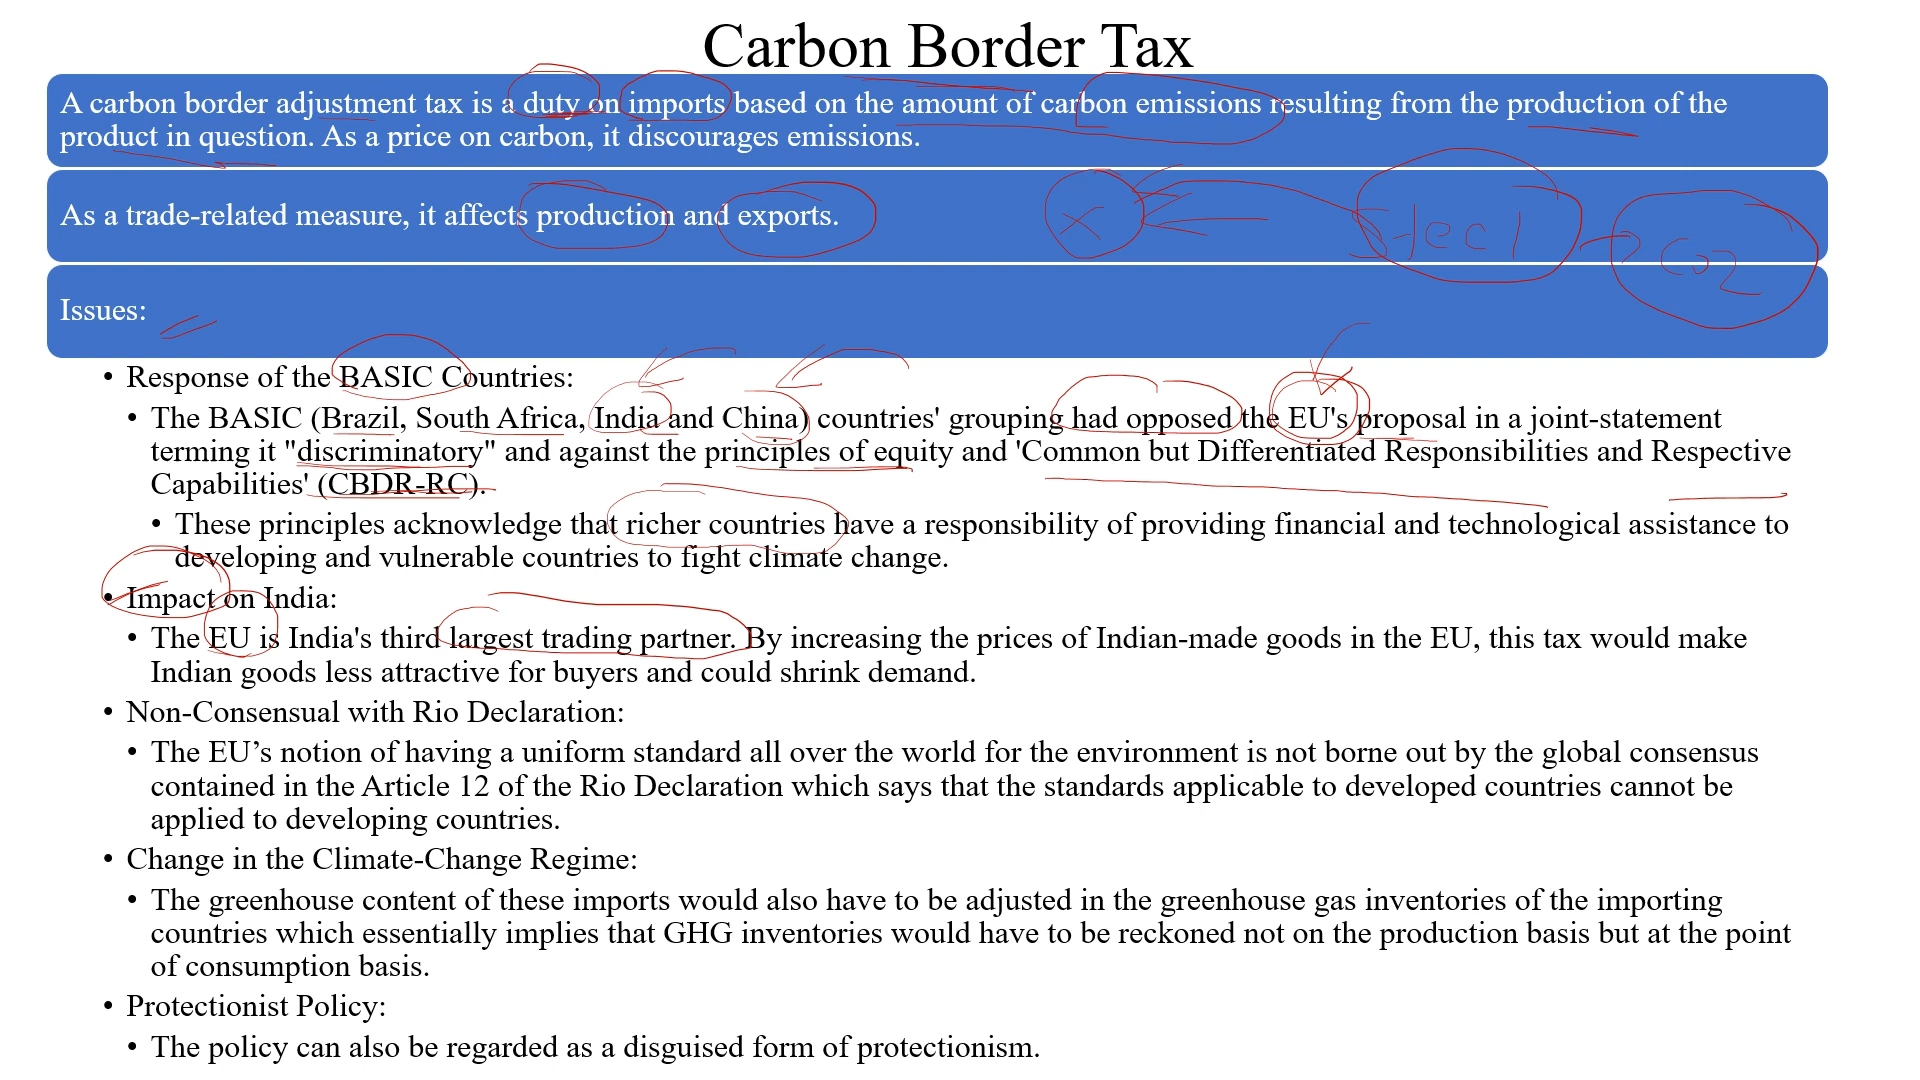 Carbon Border Tax
A carbon border adjustment tax is a duty on imports based on the amount of carbon emissions resulting from the production of the
product in question. As a price on carbon, it discourages emissions.
As a trade-related measure, it affects production and exports.
X
Steel
CO2
Issues:
• Response of the BASIC Countries:
• The BASIC (Brazil, South Africa, India and China) countries' grouping had opposed the EU's proposal in a joint-statement
terming it "discriminatory" and against the principles of equity and 'Common but Differentiated Responsibilities and Respective
Capabilities' (CBDR-RC).
• These principles acknowledge that richer countries have a responsibility of providing financial and technological assistance to
developing and vulnerable countries to fight climate change.
• Impact on India:
• The EU is India's third largest trading partner. By increasing the prices of Indian-made goods in the EU, this tax would make
Indian goods less attractive for buyers and could shrink demand.
• Non-Consensual with Rio Declaration:
• The EU’s notion of having a uniform standard all over the world for the environment is not borne out by the global consensus
contained in the Article 12 of the Rio Declaration which says that the standards applicable to developed countries cannot be
applied to developing countries.
• Change in the Climate-Change Regime:
• The greenhouse content of these imports would also have to be adjusted in the greenhouse gas inventories of the importing
countries which essentially implies that GHG inventories would have to be reckoned not on the production basis but at the point
of consumption basis.
• Protectionist Policy:
• The policy can also be regarded as a disguised form of protectionism.